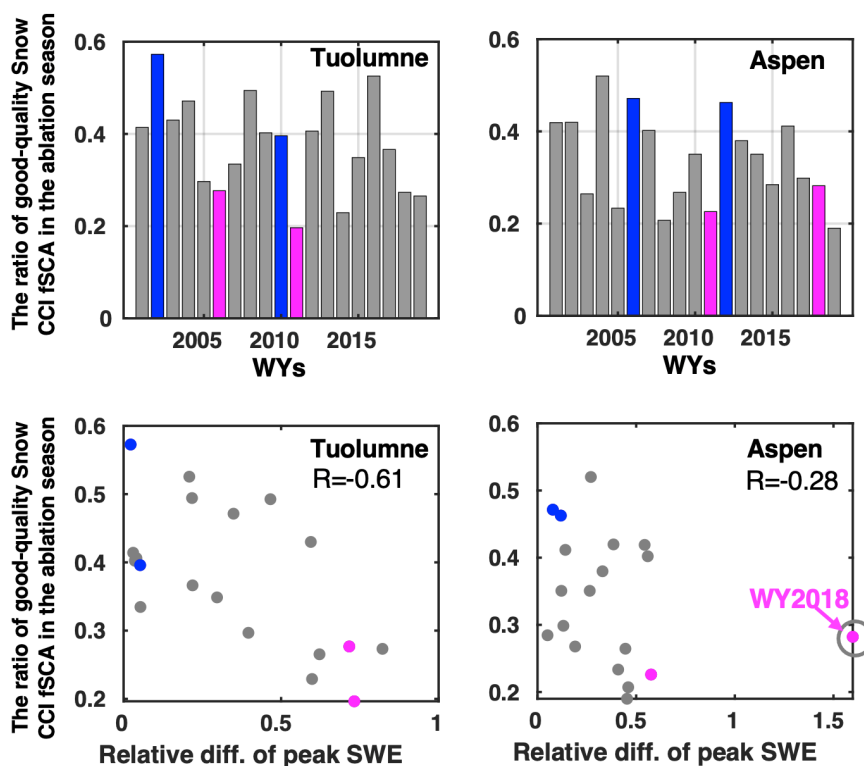 The ratio of good-quality Snow
CCI fSCA in the ablation season
0.6
0.4
0.2
0
Tuolumne
2005
2010
2015
WYs
0.6
0.4
0.2
0
Aspen
2005
2010
2015
WYs
The ratio of good-quality Snow
CCI fSCA in the ablation season
0.6
0.5
0.4
0.3
0.2
Tuolumne
R=-0.61
0
0.5
1
Relative diff. of peak SWE
0.6
0.5
0.4
0.3
0.2
Aspen
R=-0.28
WY2018
0
0.5
1
1.5
Relative diff. of peak SWE